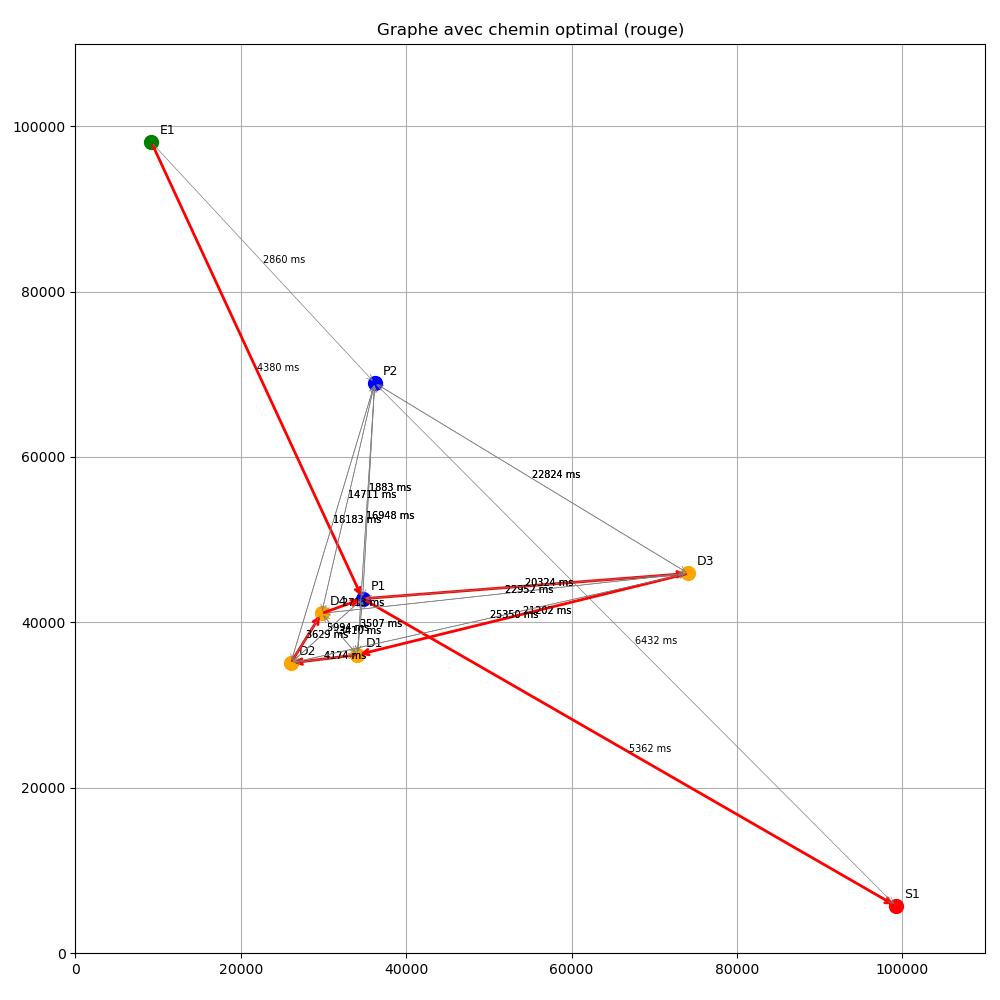 Graphe avec chemin optimal (rouge)
100000
80000
60000
40000
20000
0
E1
2860 ms
4380 ms
P2
22824 ms
1883 ms
14711 ms
16948 ms
18183 ms
D3
20324 ms
22952 ms
P1
D4
21202 ms
25350 ms
3507 ms
5994 ms
3629 ms
D1
D2
4174 ms
6432 ms
5362 ms
S1
0
20000
40000
60000
80000
100000